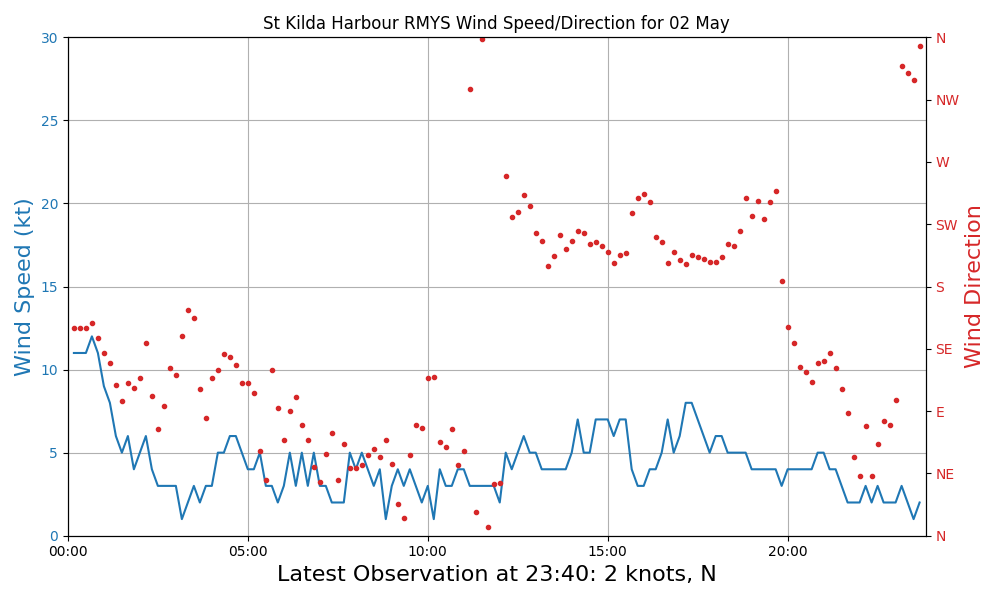 St Kilda Harbour RMYS Wind Speed/Direction for 02 May
30
25
20
15
10
5
0
Wind Speed (kt)
N
NW
W
SW
S
SE
E
NE
N
Wind Direction
00:00
05:00
10:00
15:00
20:00
Latest Observation at 23:40: 2 knots, N